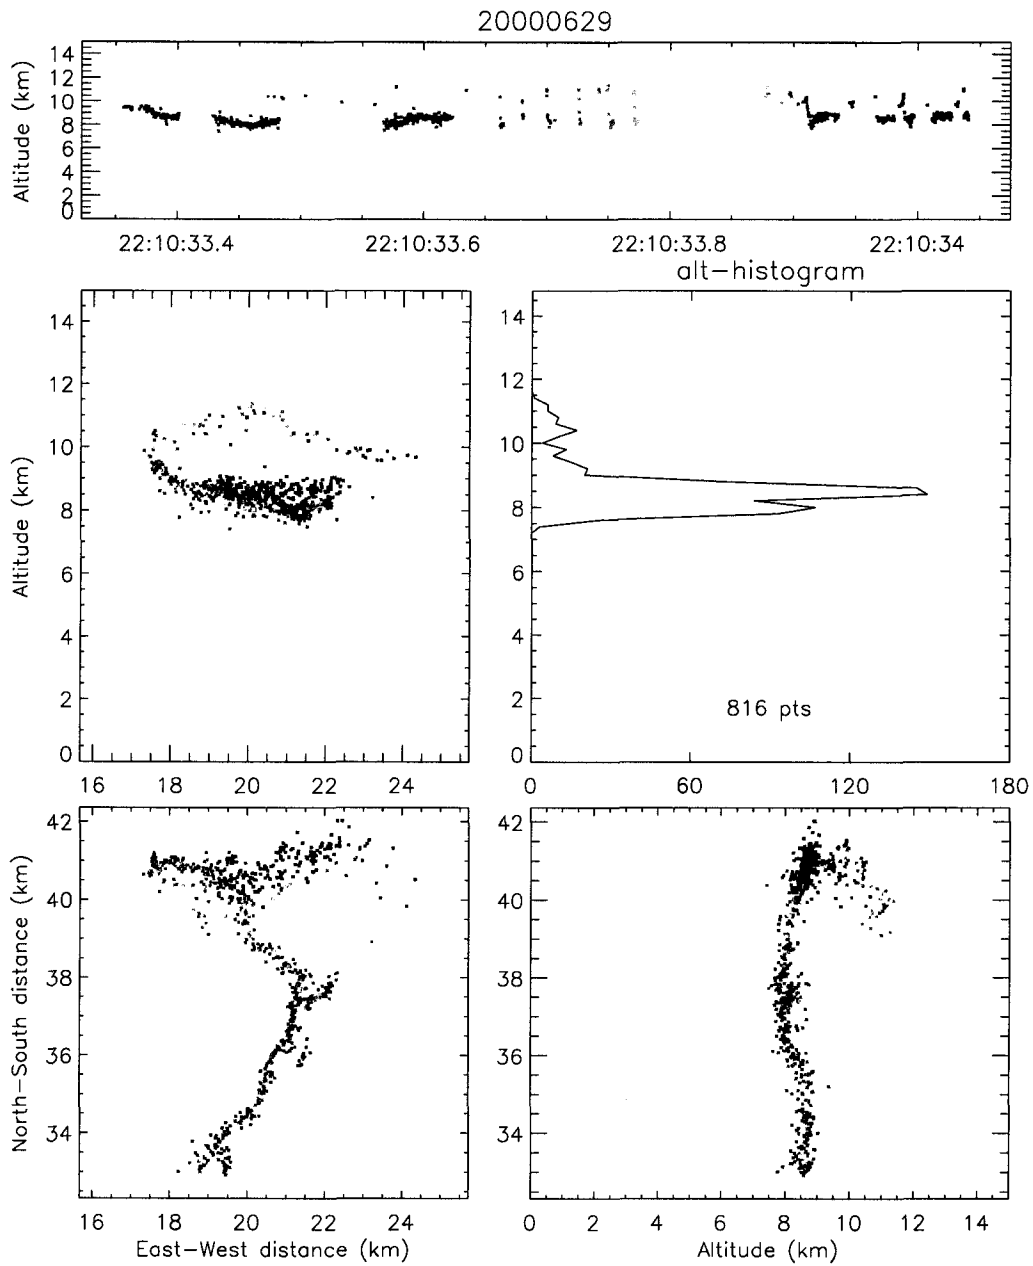 20000629
Altitude (km)
14
12
10
8
6
4
2
0
22:10:33.4 22:10:33.6 22:10:33.8 22:10:34
alt-histogram
Altitude (km)
14
12
10
8
6
4
2
0
16 18 20 22 24
14
12
10
8
6
4
2
0
816 pts
0 60 120 180
North-South distance (km)
42
40
38
36
34
16 18 20 22 24
East-West distance (km)
42
40
38
36
34
0 2 4 6 8 10 12 14
Altitude (km)